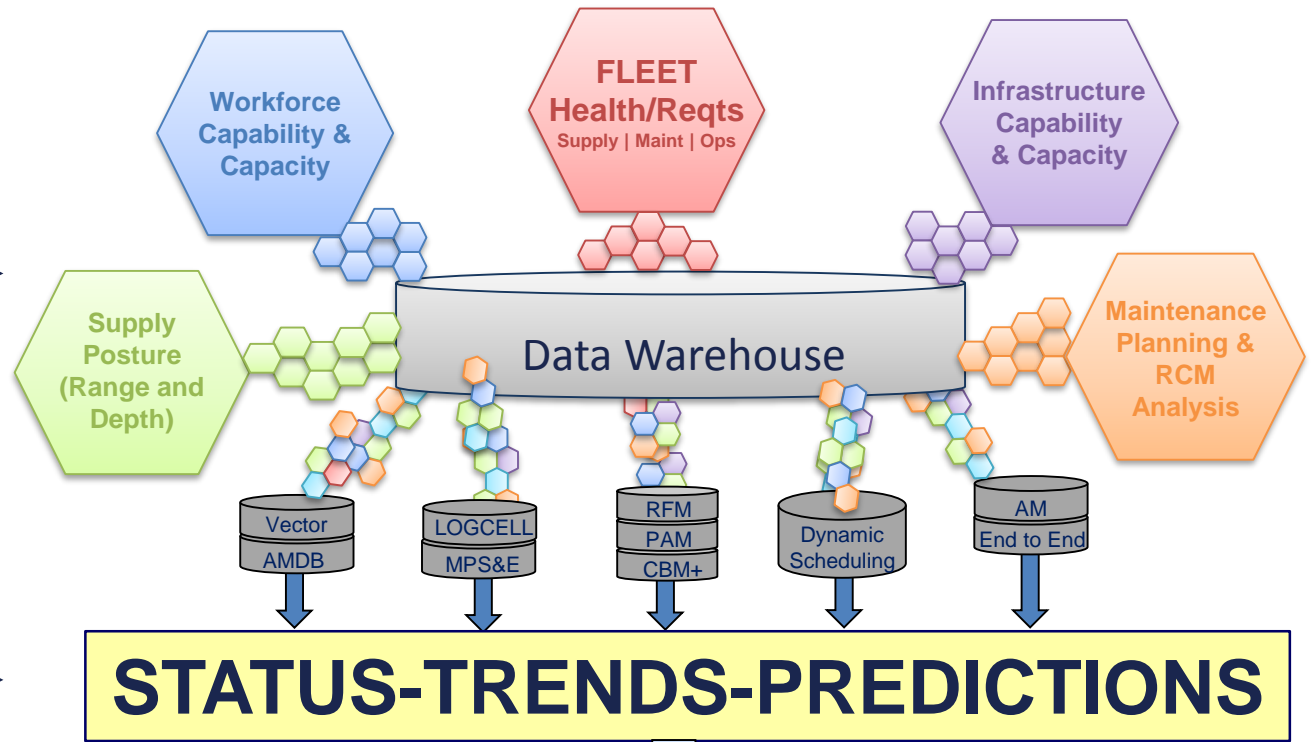 FLEET
Health/Reqts
Supply | Maint | Ops
Workforce
Capability &
Capacity
Infrastructure
Capability
& Capacity
Supply
Posture
(Range and
Depth)
Maintenance
Planning &
RCM
Analysis
Data Warehouse
Vector
AMDB
LOGCELL
MPS&E
RFM
PAM
CBM+
Dynamic
Scheduling
AM
End to End
STATUS-TRENDS-PREDICTIONS